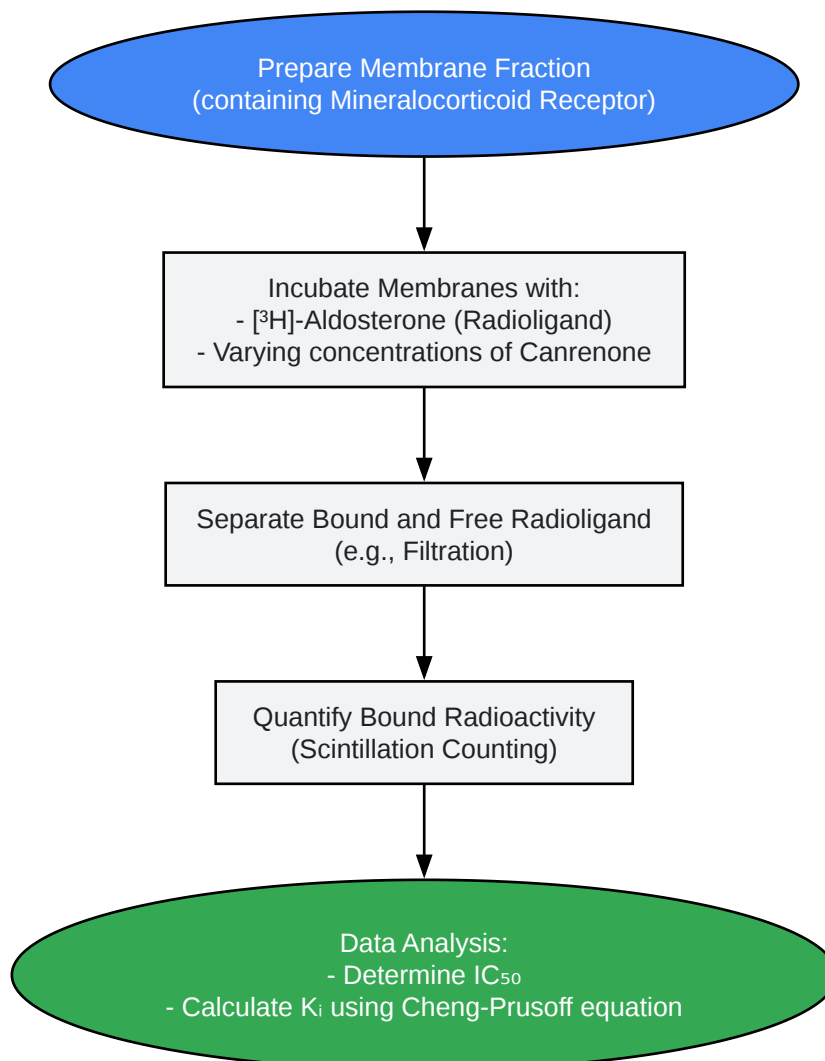 Prepare Membrane Fraction
(containing Mineralocorticoid Receptor)
Incubate Membranes with:
- [³H]-Aldosterone (Radioligand)
- Varying concentrations of Canrenone
Separate Bound and Free Radioligand
(e.g., Filtration)
Quantify Bound Radioactivity
(Scintillation Counting)
Data Analysis:
- Determine IC₅₀
- Calculate Kᵢ using Cheng-Prusoff equation